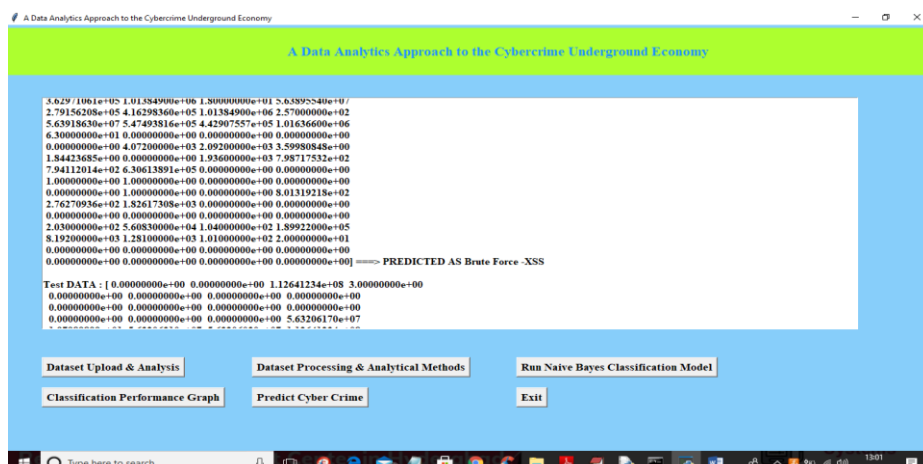 A Data Analytics Approach to the Cybercrime Underground Economy
A Data Analytics Approach to the Cybercrime Underground Economy
3.62971061e+05 1.01384900e+06 1.80000000e+01 5.63895540e+07
2.79156208e+05 4.16298360e+05 1.01384900e+06 2.57000000e+02
5.63918630e+07 5.47493816e+05 4.42907557e+05 1.01636600e+06
6.30000000e+01 0.00000000e+00 0.00000000e+00 0.00000000e+00
0.00000000e+00 4.07200000e+03 2.09200000e+03 3.59980848e+00
1.84423685e+00 0.00000000e+00 1.93600000e+03 7.98717532e+02
7.94112014e+02 6.30613891e+05 0.00000000e+00 0.00000000e+00
1.00000000e+00 1.00000000e+00 0.00000000e+00 0.00000000e+00
0.00000000e+00 1.00000000e+00 0.00000000e+00 8.01319218e+02
2.76270936e+02 1.82617308e+03 0.00000000e+00 0.00000000e+00
0.00000000e+00 0.00000000e+00 0.00000000e+00 0.00000000e+00
2.03000000e+02 5.60830000e+04 1.04000000e+02 1.89922000e+05
8.19200000e+03 1.28100000e+03 1.01000000e+02 2.00000000e+01
0.00000000e+00 0.00000000e+00 0.00000000e+00 0.00000000e+00
0.00000000e+00 0.00000000e+00 0.00000000e+00 0.00000000e+00] ===> PREDICTED AS Brute Force -XSS
Test DATA : [ 0.00000000e+00 0.00000000e+00 1.12641234e+08 3.00000000e+00
0.00000000e+00 0.00000000e+00 0.00000000e+00 0.00000000e+00
0.00000000e+00 0.00000000e+00 0.00000000e+00 0.00000000e+00
0.00000000e+00 0.00000000e+00 0.00000000e+00 5.63206170e+07
Dataset Upload & Analysis
Dataset Processing & Analytical Methods
Run Naive Bayes Classification Model
Classification Performance Graph
Predict Cyber Crime
Exit
Type here to search
13:01